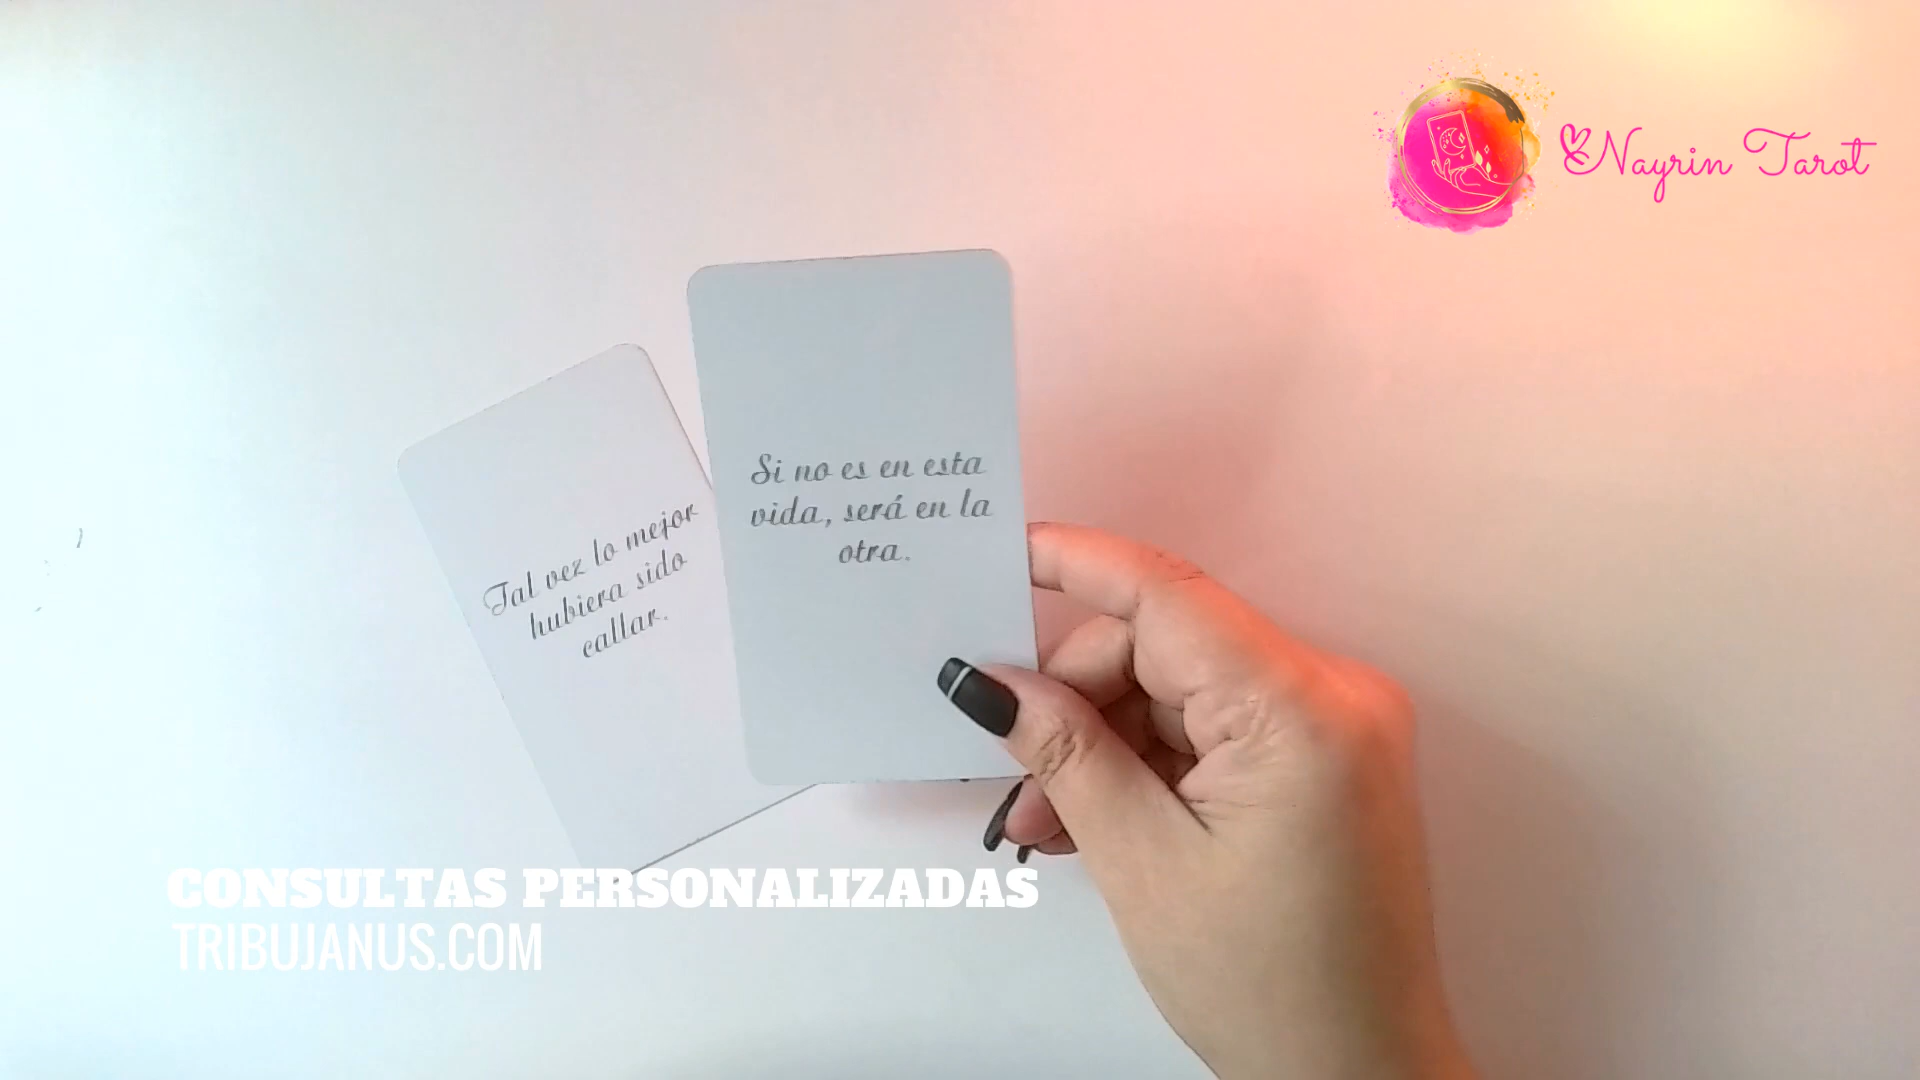 Nayrin Tarot
Si no es en esta
vida, será en la
otra.
Tal vez lo mejor
hubiera sido
callar.
CONSULTAS PERSONALIZADAS
TRIBUJANUS.COM